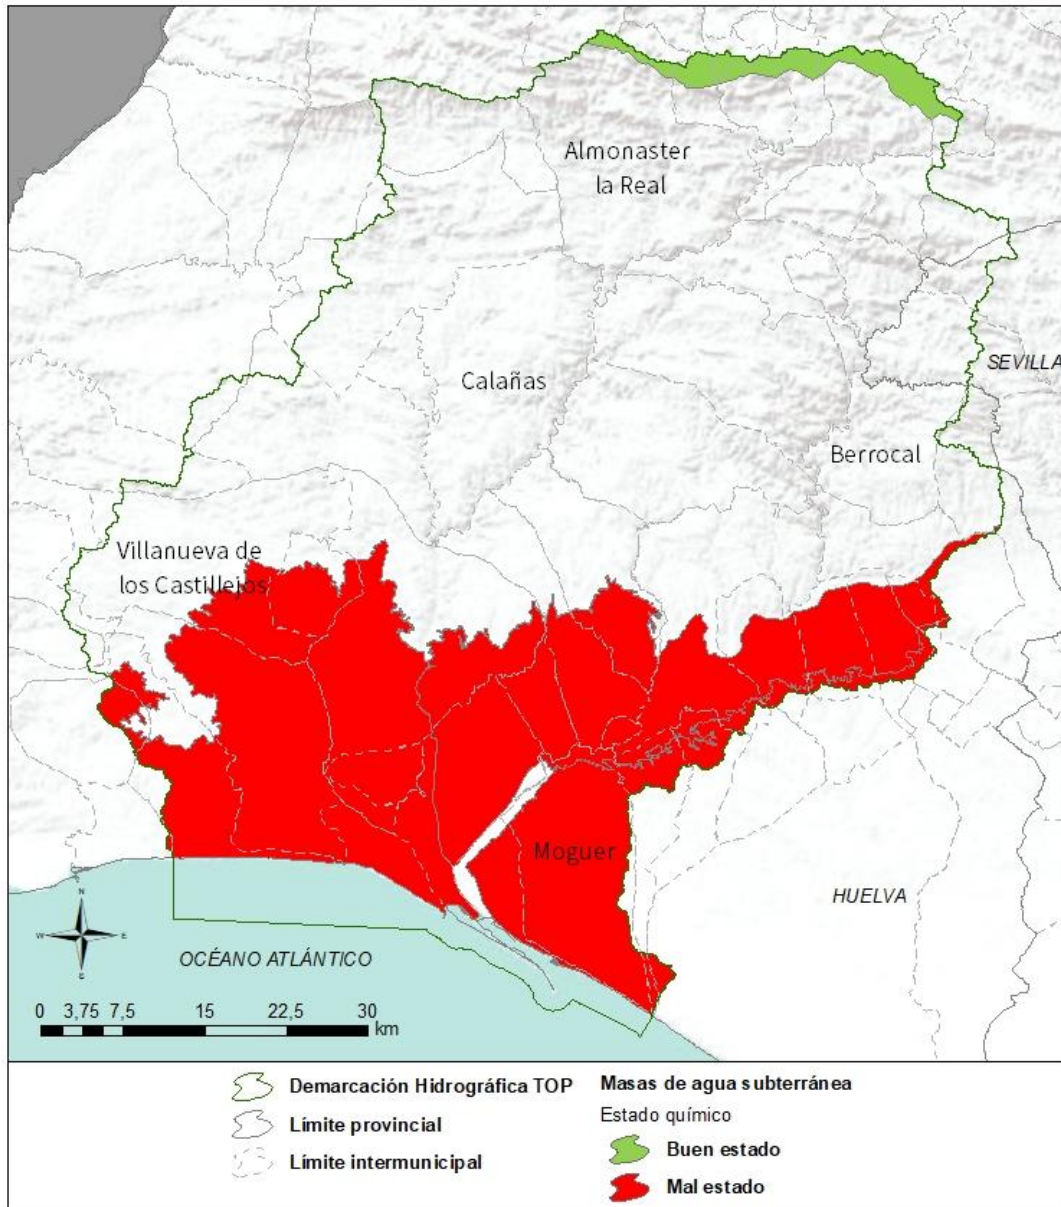 Almonaster
la Real
Calañas
SEVILLA
Berrocal
Villanueva de
los Castillejos
Moguer
HUELVA
N
W E
S
OCÉANO ATLÁNTICO
0 3,75 7,5 15 22,5 30
km
Demarcación Hidrográfica TOP
Límite provincial
Límite intermunicipal
Masas de agua subterránea
Estado químico
Buen estado
Mal estado